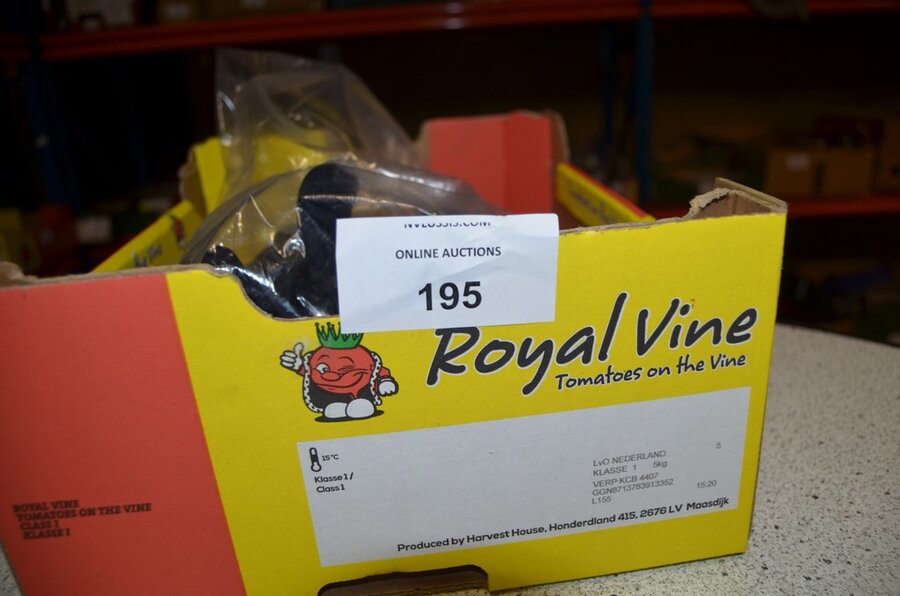 ONLINE AUCTIONS
195
Royal Vine
Tomatoes on the Vine
15°C
Klasse 1 /
Class 1
5
LvO NEDERLAND
KLASSE 1 5kg
VERP KCB 4407
GGN8713783913352 15:20
L155
Produced by Harvest House, Honderdland 415, 2676 LV Maasdijk
ROYAL VINE
TOMATOES ON THE VINE
CLASS I
KLASSE I